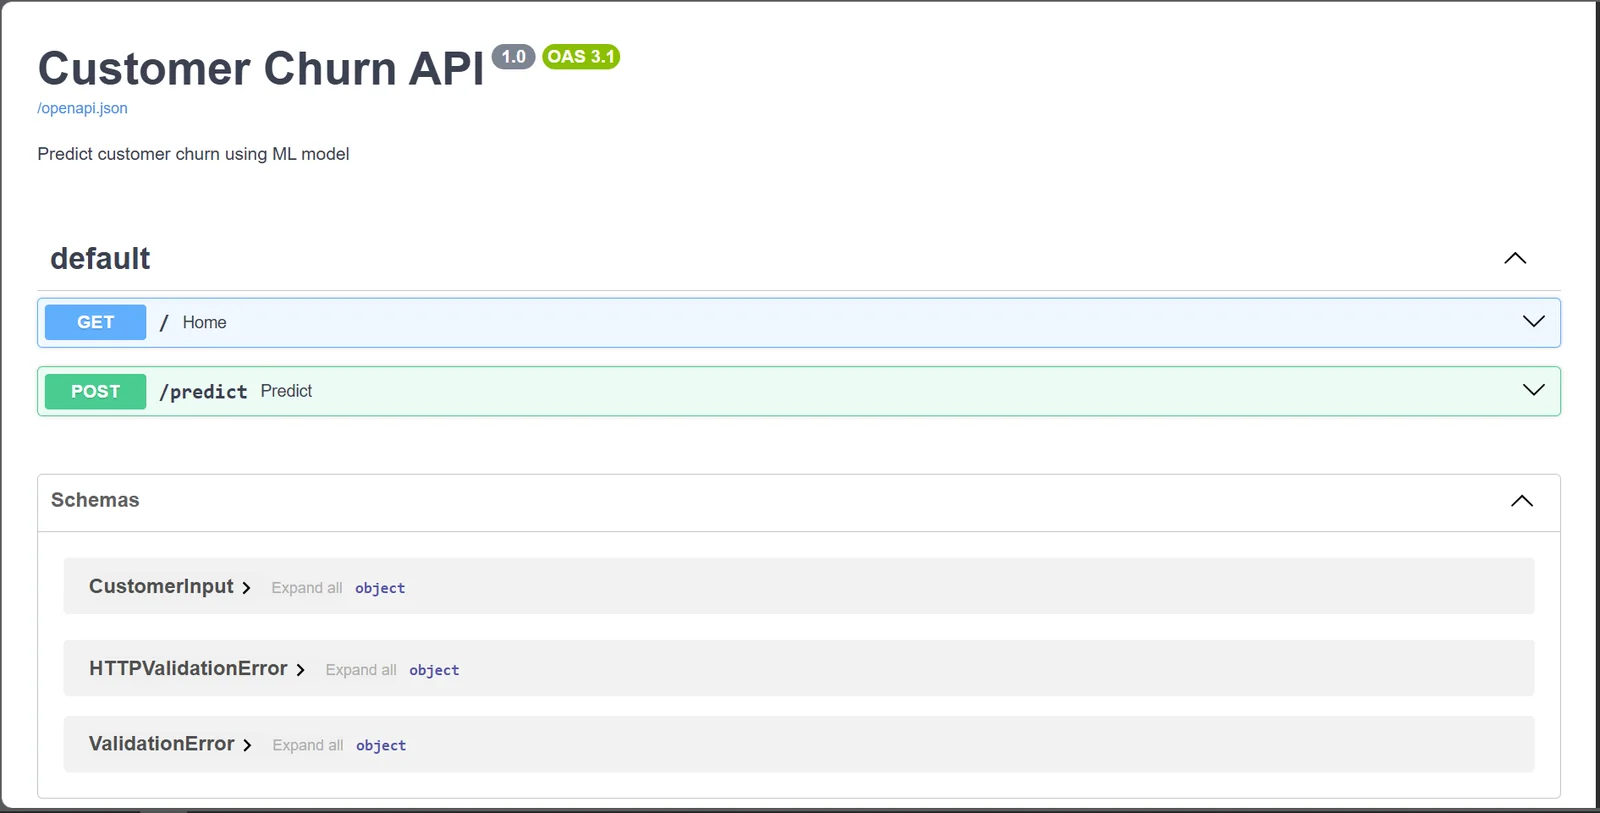 Customer Churn API 1.0 OAS 3.1
/openapi.json
Predict customer churn using ML model
default
GET / Home
POST /predict Predict
Schemas
CustomerInput Expand all object
HTTPValidationError Expand all object
ValidationError Expand all object